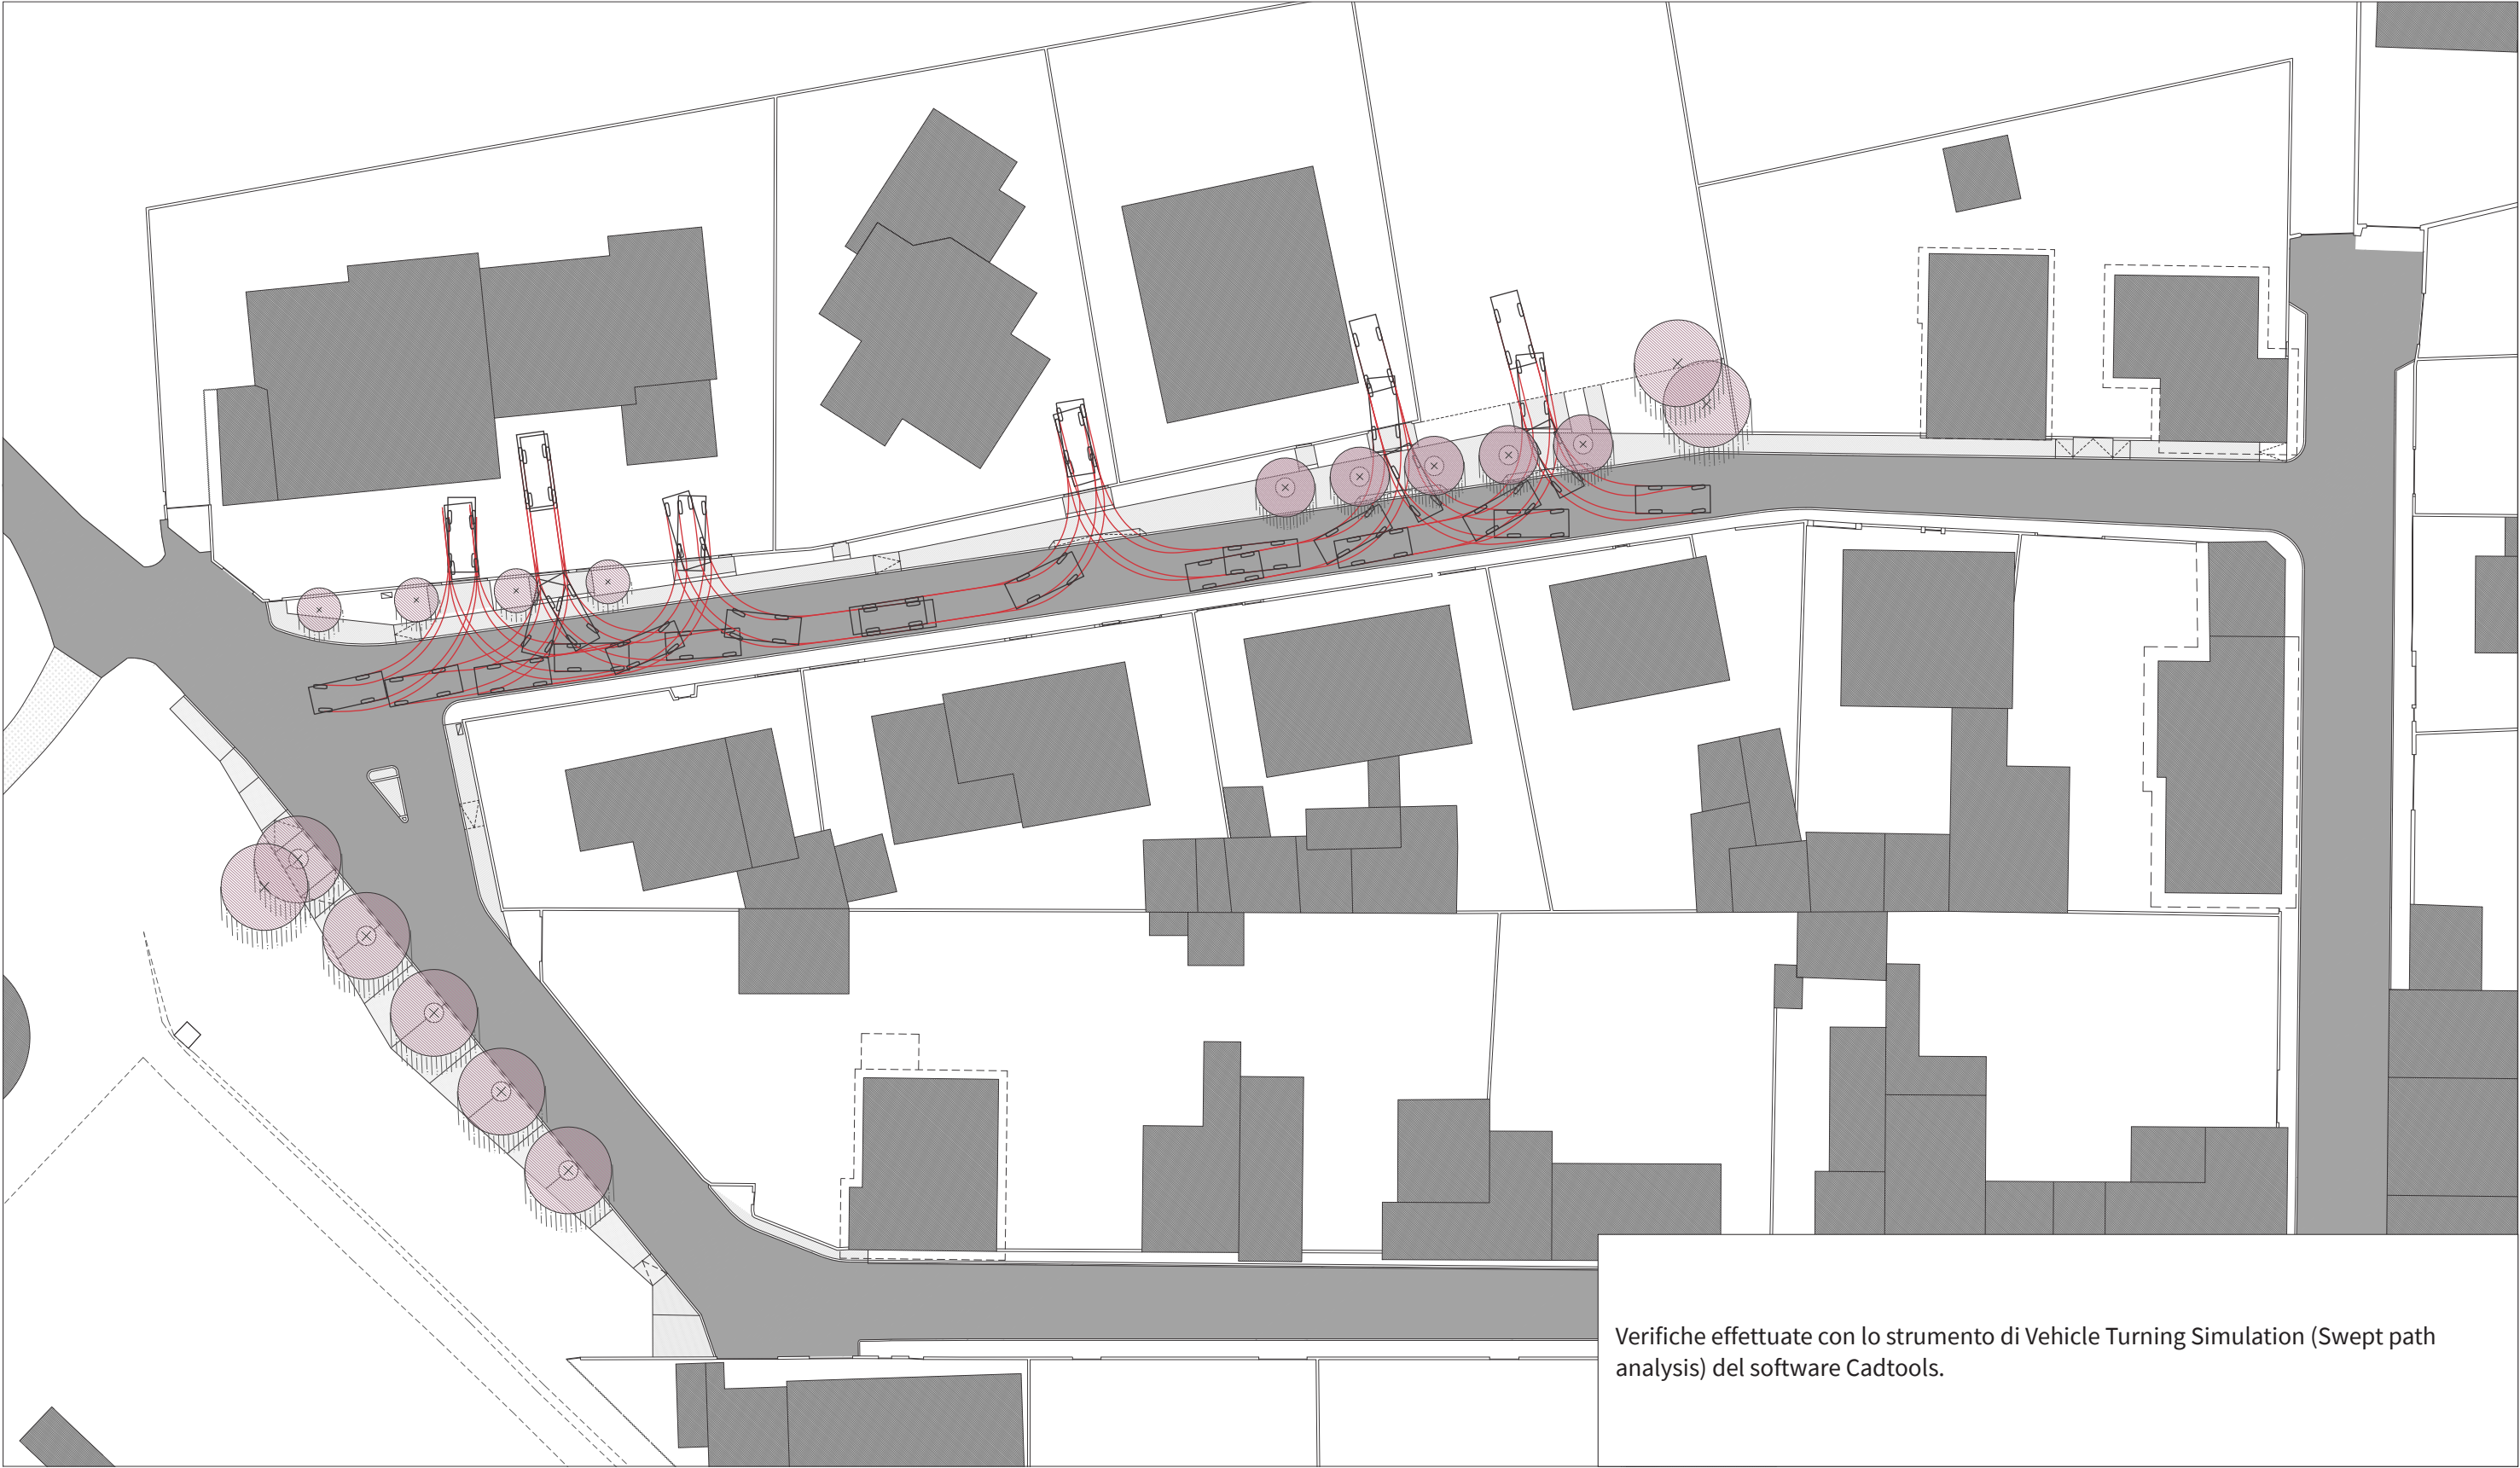 Verifiche effettuate con lo strumento di Vehicle Turning Simulation (Swept path
analysis) del software Cadtools.